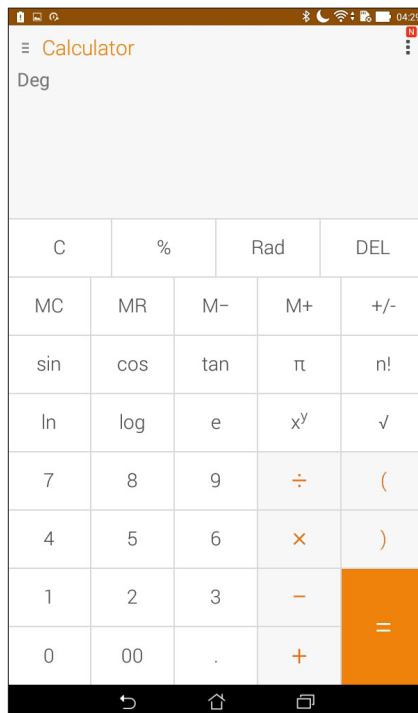 04:29
Calculator
N
Deg
C % Rad DEL
MC MR M− M+ +/-
sin cos tan π n!
ln log e xʸ √
7 8 9 ÷ (
4 5 6 × )
1 2 3 −
=
0 00 . +